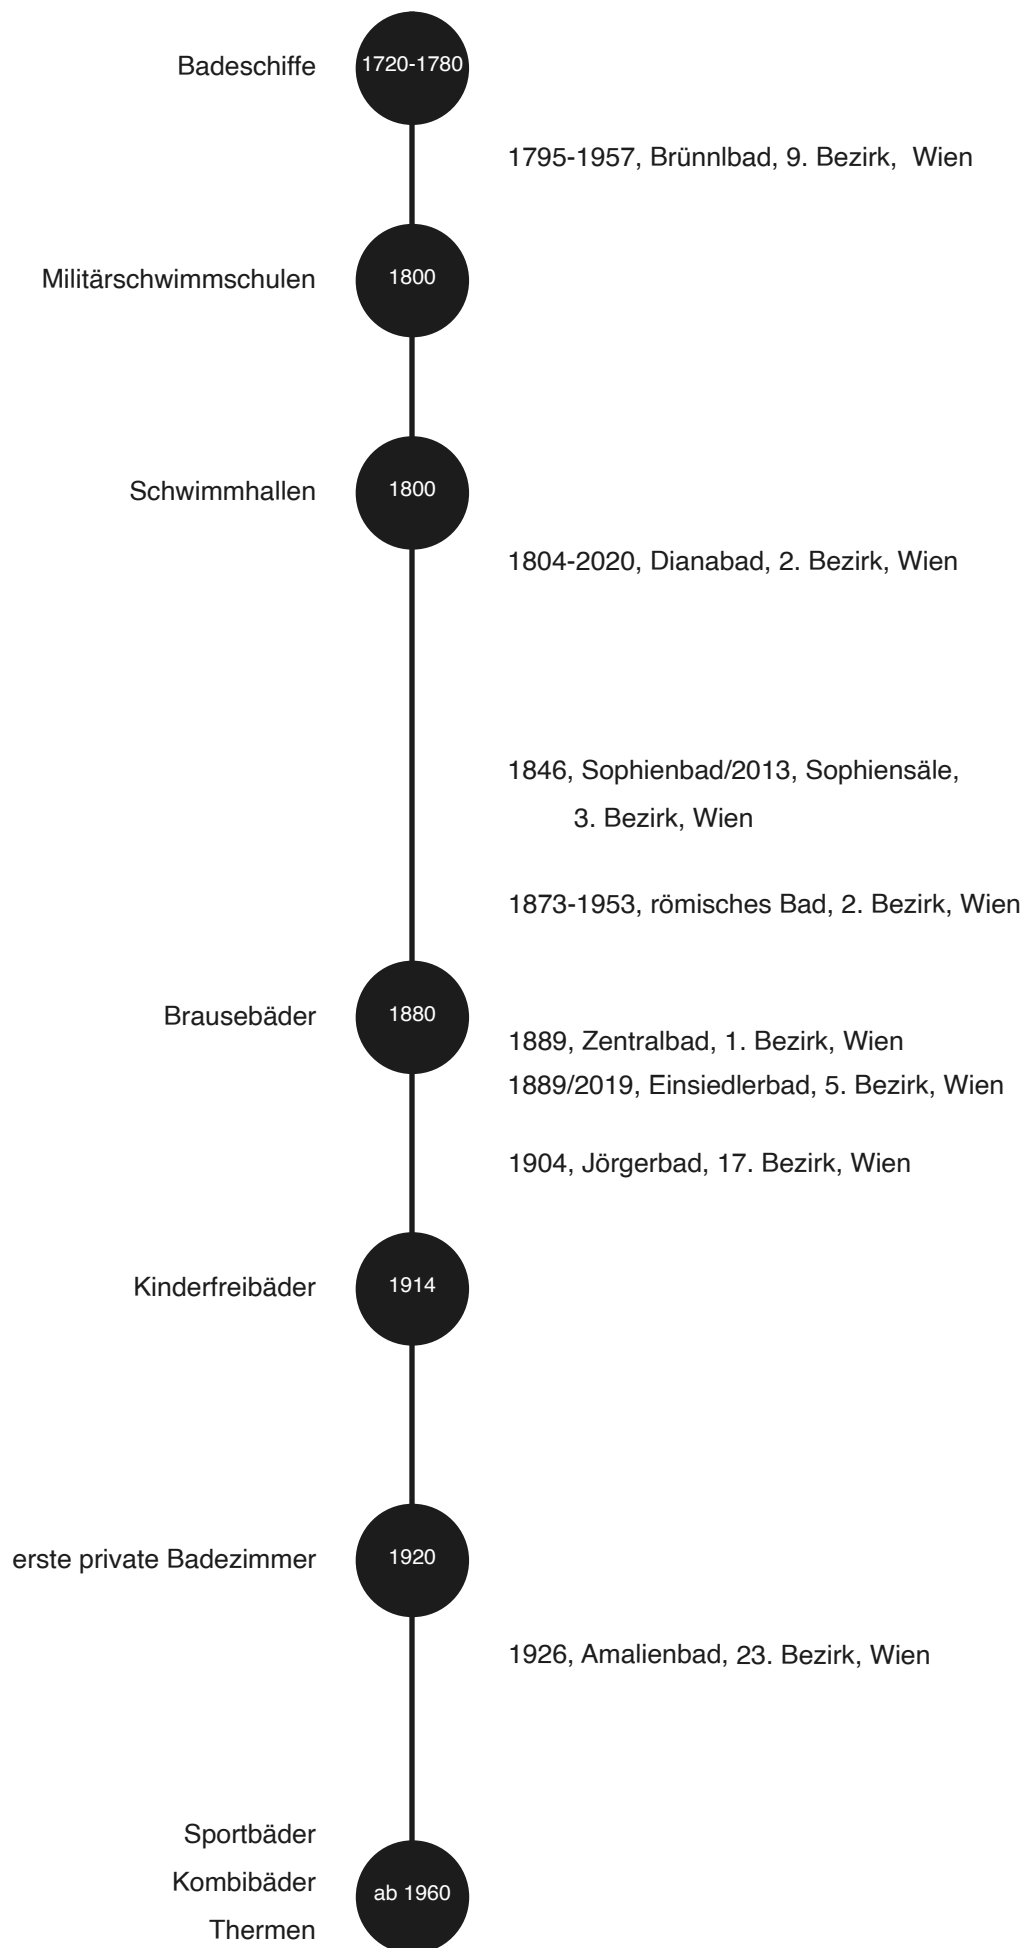 Badeschiffe
1720-1780
1795-1957, Brünnlbad, 9. Bezirk, Wien
Militärschwimmschulen
1800
Schwimmhallen
1800
1804-2020, Dianabad, 2. Bezirk, Wien
1846, Sophienbad/2013, Sophiensäle,
3. Bezirk, Wien
1873-1953, römisches Bad, 2. Bezirk, Wien
Brausebäder
1880
1889, Zentralbad, 1. Bezirk, Wien
1889/2019, Einsiedlerbad, 5. Bezirk, Wien
1904, Jörgerbad, 17. Bezirk, Wien
Kinderfreibäder
1914
erste private Badezimmer
1920
1926, Amalienbad, 23. Bezirk, Wien
Sportbäder
Kombibäder
Thermen
ab 1960